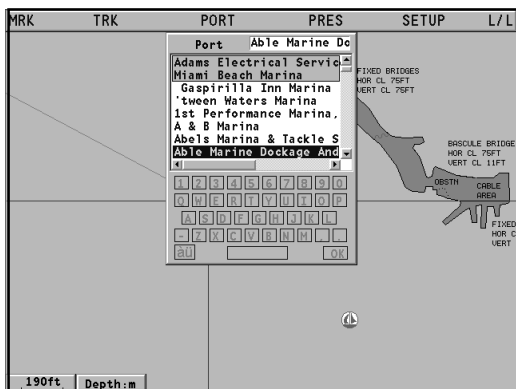 MRK TRK PORT PRES SETUP L/L
Port Able Marine Do
Adams Electrical Servic
Miami Beach Marina
Gaspirilla Inn Marina
'tween Waters Marina
1st Performance Marina,
A & B Marina
Abels Marina & Tackle S
Able Marine Dockage And
1 2 3 4 5 6 7 8 9 0
Q W E R T Y U I O P
A S D F G H J K L
- Z X C V B N M , .
àü OK
FIXED BRIDGES
HOR CL 75FT
VERT CL 75FT
BASCULE BRIDGE
HOR CL 75FT
VERT CL 11FT
OBSTN
CABLE
AREA
FIXED
HOR C
VERT
190ft Depth:m